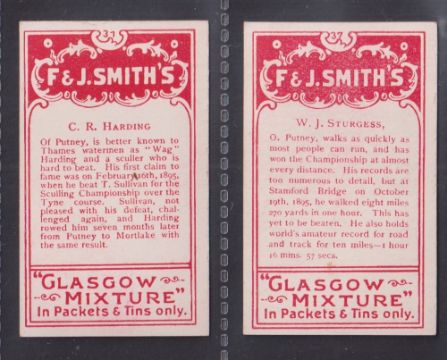 32
F & J. SMITH'S
C. R. HARDING
Of Putney, is better known to
Thames watermen as "Wag"
Harding and a sculler who is
hard to beat. His first claim to
fame was on February 16th, 1895,
when he beat T. Sullivan for the
Sculling Championship over the
Tyne course. Sullivan, not
pleased with his defeat, chal-
lenged again, and Harding
rowed him seven months later
from Putney to Mortlake with
the same result.
"GLASGOW
MIXTURE"
In Packets & Tins only.
37
F & J. SMITH'S
W. J. STURGESS,
O. Putney, walks as quickly as
most people can run, and has
won the Championship at almost
every distance. His records are
too numerous to detail, but at
Stamford Bridge on October
19th, 1895, he walked eight miles
270 yards in one hour. This has
yet to be beaten. He also holds
world's amateur record for road
and track for ten miles—1 hour
16 mins. 57 secs.
"GLASGOW
MIXTURE"
In Packets & Tins only.